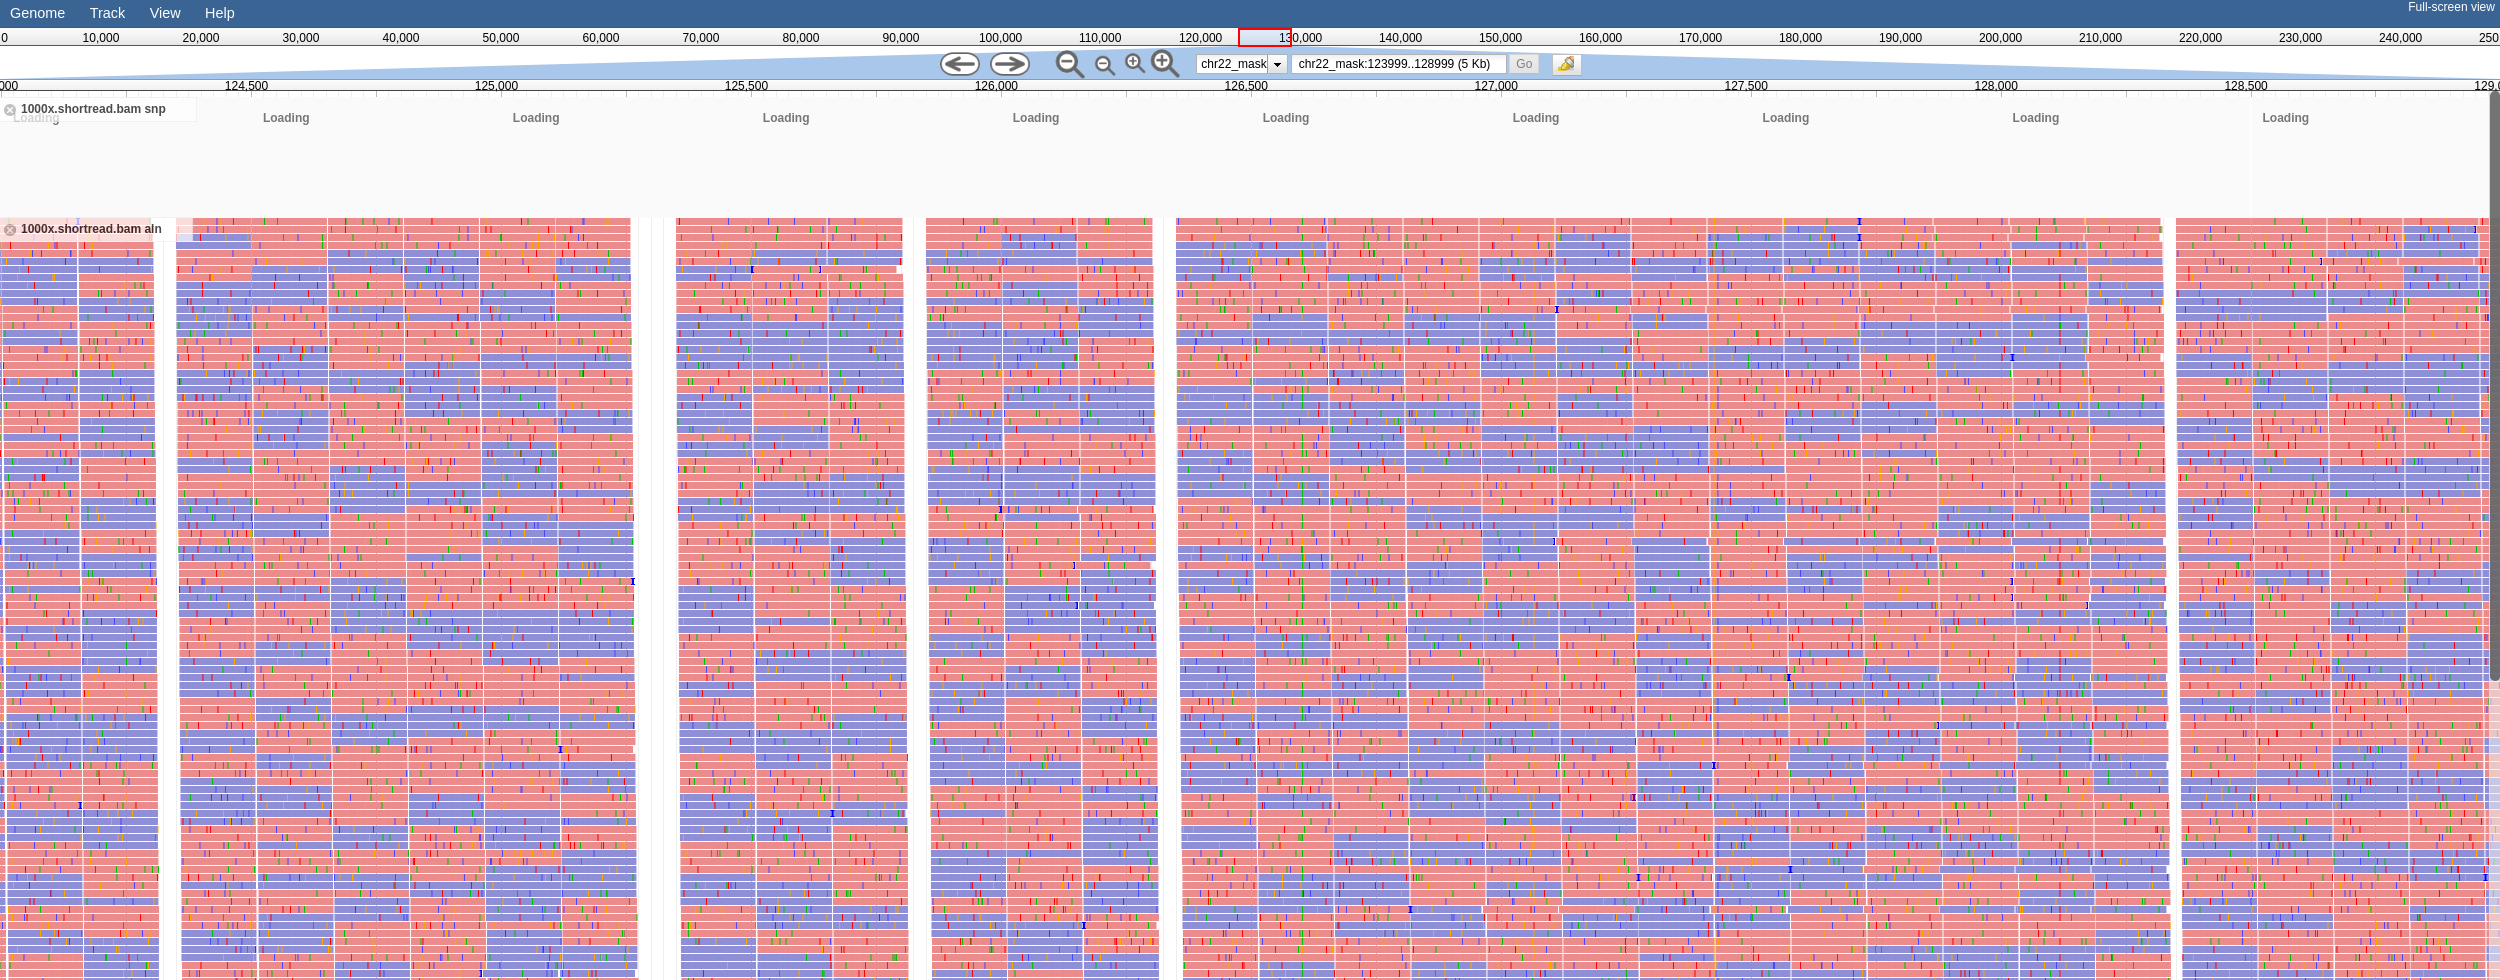 Genome Track View Help Full-screen view
0 10,000 20,000 30,000 40,000 50,000 60,000 70,000 80,000 90,000 100,000 110,000 120,000 130,000 140,000 150,000 160,000 170,000 180,000 190,000 200,000 210,000 220,000 230,000 240,000 250
chr22_mask chr22_mask:123999..128999 (5 Kb) Go
000 124,500 125,000 125,500 126,000 126,500 127,000 127,500 128,000 128,500 129,0
1000x.shortread.bam snp
Loading Loading Loading Loading Loading Loading Loading Loading Loading Loading
1000x.shortread.bam aln